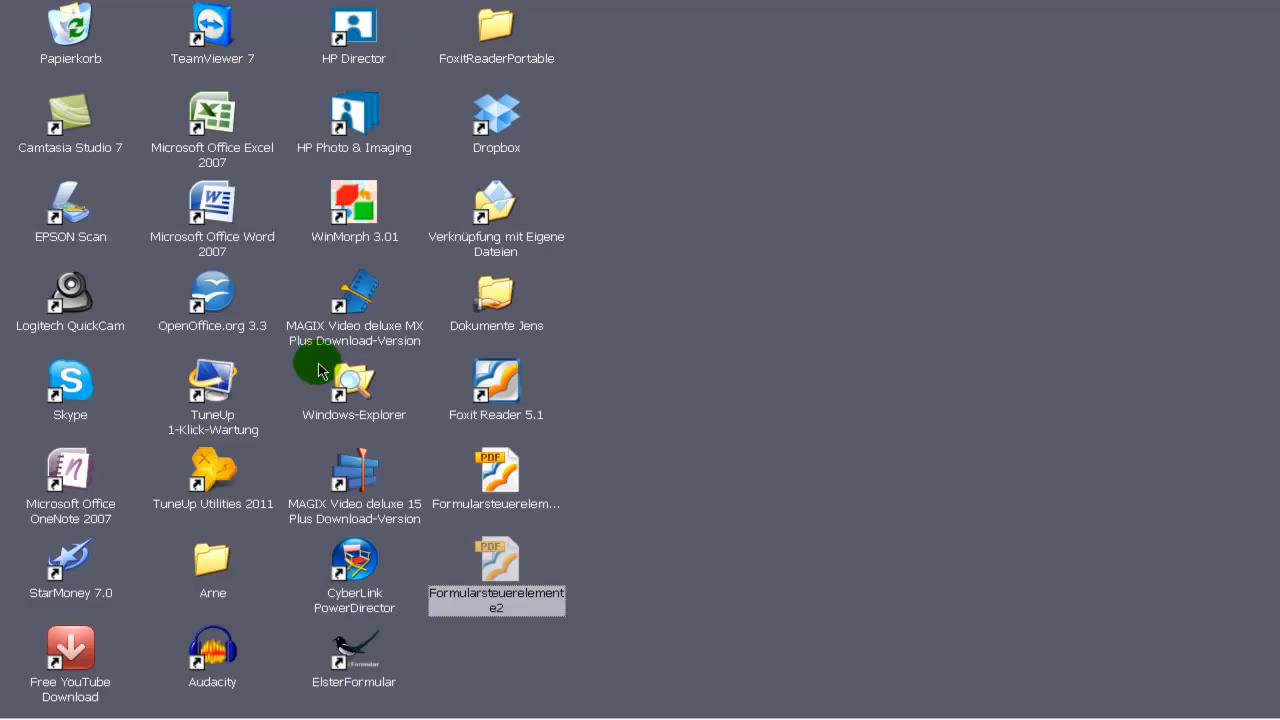 Papierkorb
TeamViewer 7
HP Director
FoxitReaderPortable
Camtasia Studio 7
Microsoft Office Excel
2007
HP Photo & Imaging
Dropbox
EPSON Scan
Microsoft Office Word
2007
WinMorph 3.01
Verknüpfung mit Eigene
Dateien
Logitech QuickCam
OpenOffice.org 3.3
MAGIX Video deluxe MX
Plus Download-Version
Dokumente Jens
Skype
TuneUp
1-Klick-Wartung
Windows-Explorer
Foxit Reader 5.1
PDF
Microsoft Office
OneNote 2007
TuneUp Utilities 2011
MAGIX Video deluxe 15
Plus Download-Version
Formularsteuerelem...
PDF
StarMoney 7.0
Arne
CyberLink
PowerDirector
Formularsteuerelement
e2
Free YouTube
Download
Audacity
ElsterFormular